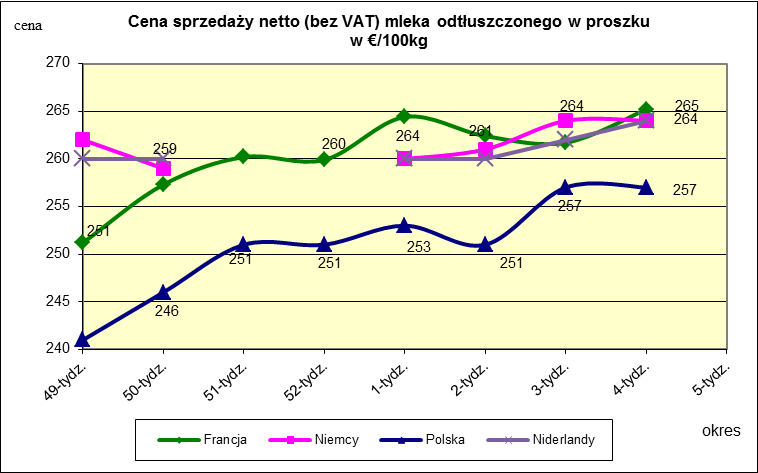 cena
Cena sprzedaży netto (bez VAT) mleka odtłuszczonego w proszku
w €/100kg
270
265
260
255
250
245
240
251
259
260
264
261
264
265
264
246
251
251
253
251
257
257
49-tydz.
50-tydz.
51-tydz.
52-tydz.
1-tydz.
2-tydz.
3-tydz.
4-tydz.
5-tydz.
okres
Francja
Niemcy
Polska
Niderlandy